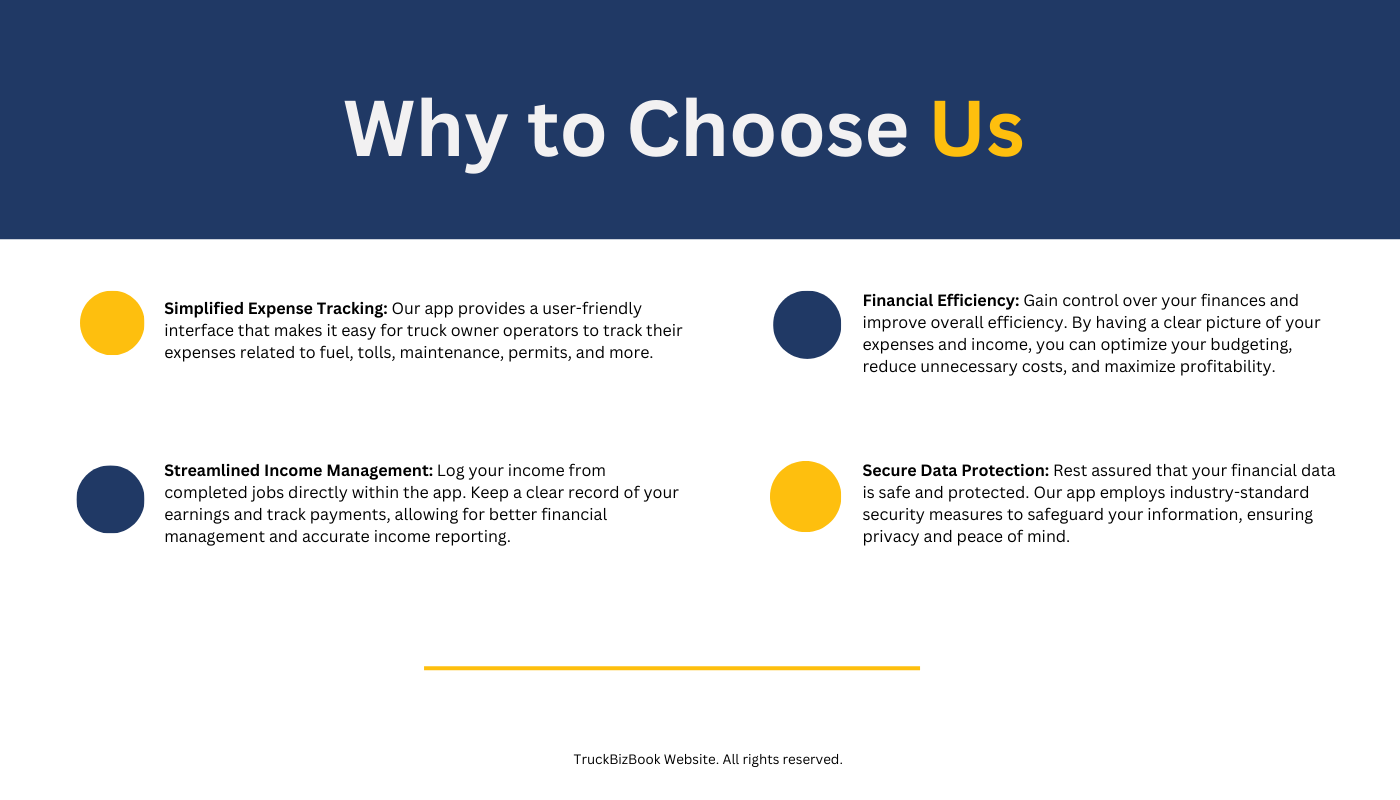 Why to Choose Us
Simplified Expense Tracking: Our app provides a user-friendly
interface that makes it easy for truck owner operators to track their
expenses related to fuel, tolls, maintenance, permits, and more.
Financial Efficiency: Gain control over your finances and
improve overall efficiency. By having a clear picture of your
expenses and income, you can optimize your budgeting,
reduce unnecessary costs, and maximize profitability.
Streamlined Income Management: Log your income from
completed jobs directly within the app. Keep a clear record of your
earnings and track payments, allowing for better financial
management and accurate income reporting.
Secure Data Protection: Rest assured that your financial data
is safe and protected. Our app employs industry-standard
security measures to safeguard your information, ensuring
privacy and peace of mind.
TruckBizBook Website. All rights reserved.